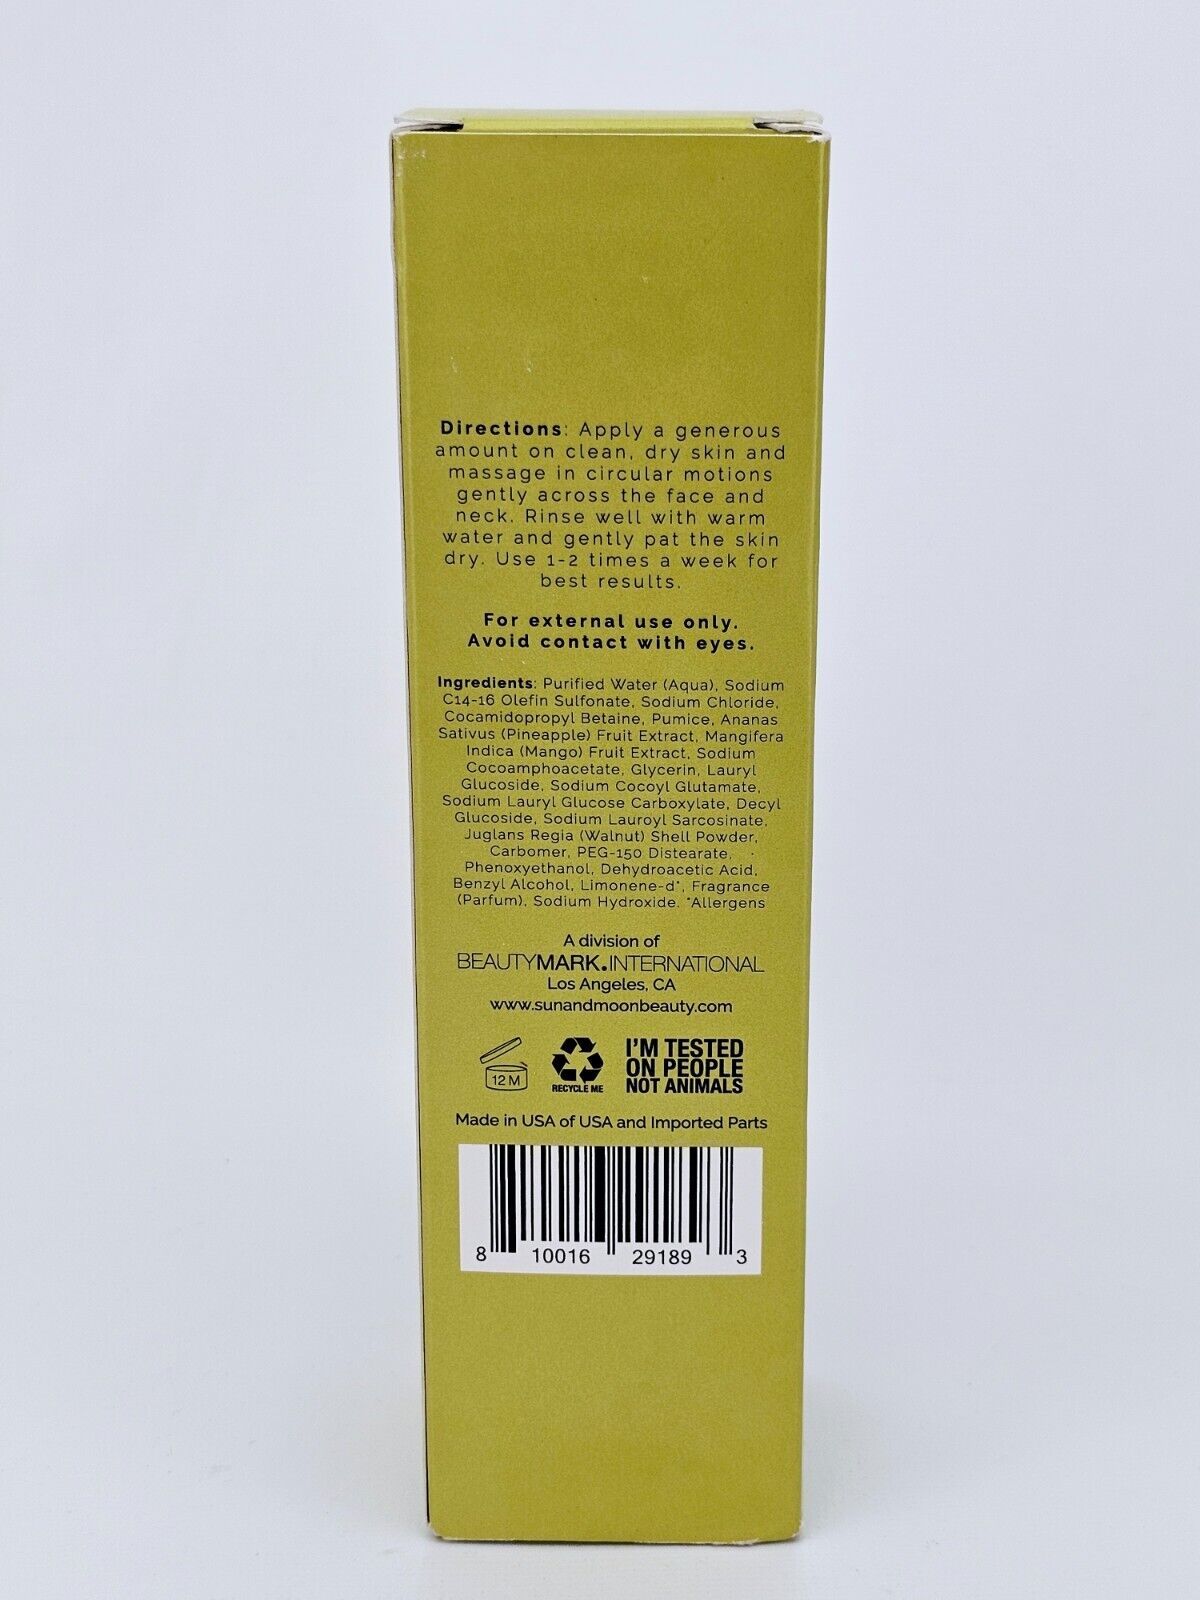 Directions: Apply a generous
amount on clean, dry skin and
massage in circular motions
gently across the face and
neck. Rinse well with warm
water and gently pat the skin
dry. Use 1-2 times a week for
best results.
For external use only.
Avoid contact with eyes.
Ingredients: Purified Water (Aqua), Sodium
C14-16 Olefin Sulfonate, Sodium Chloride,
Cocamidopropyl Betaine, Pumice, Ananas
Sativus (Pineapple) Fruit Extract, Mangifera
Indica (Mango) Fruit Extract, Sodium
Cocoamphoacetate, Glycerin, Lauryl
Glucoside, Sodium Cocoyl Glutamate,
Sodium Lauryl Glucose Carboxylate, Decyl
Glucoside, Sodium Lauroyl Sarcosinate,
Juglans Regia (Walnut) Shell Powder,
Carbomer, PEG-150 Distearate,
Phenoxyethanol, Dehydroacetic Acid,
Benzyl Alcohol, Limonene-d*, Fragrance
(Parfum), Sodium Hydroxide. *Allergens
A division of
BEAUTYMARK.INTERNATIONAL
Los Angeles, CA
www.sunandmoonbeauty.com
12 M
RECYCLE ME
I'M TESTED
ON PEOPLE
NOT ANIMALS
Made in USA of USA and Imported Parts
8 10016 29189 3